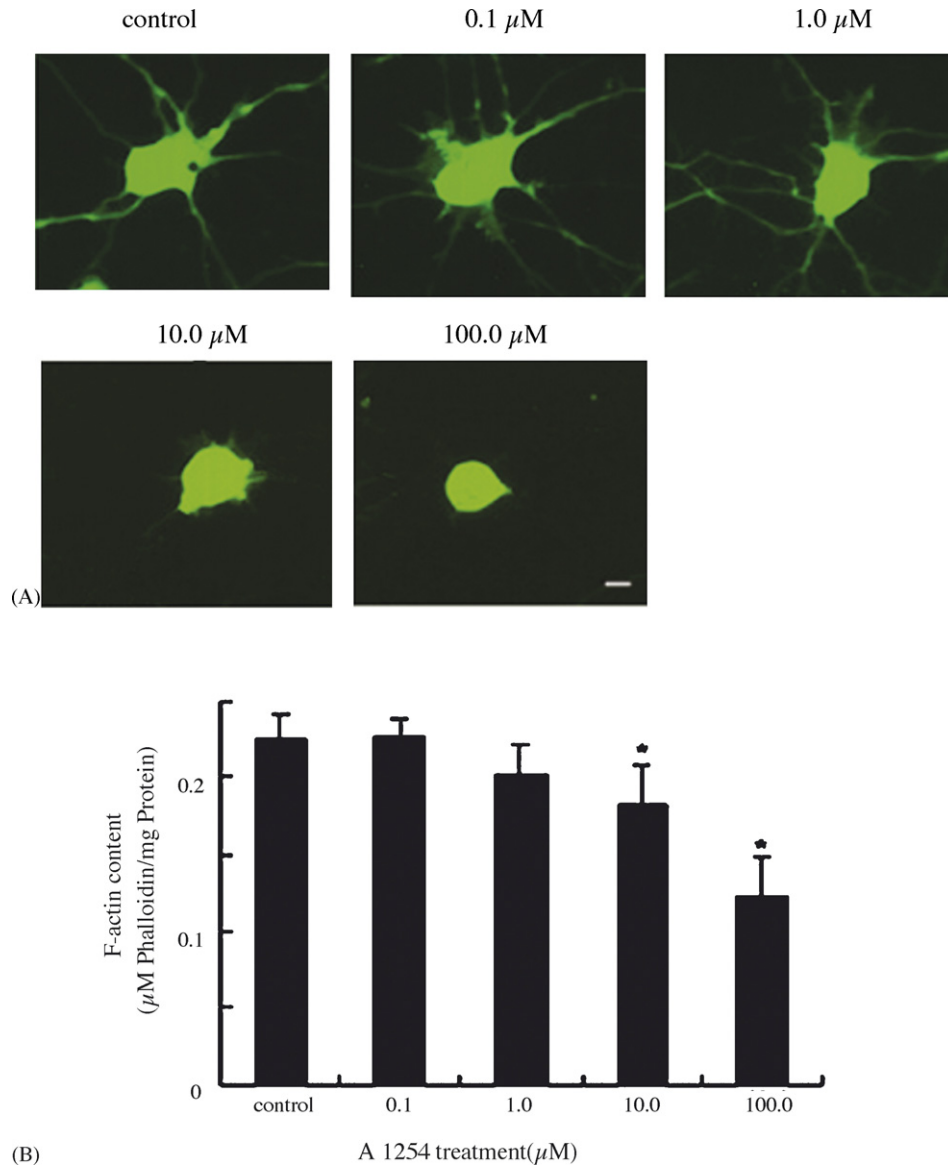 control 0.1 µM 1.0 µM
10.0 µM 100.0 µM
(A)
F-actin content
(µM Phalloidin/mg Protein)
0.2
0.1
0
*
*
control 0.1 1.0 10.0 100.0
(B)
A 1254 treatment(µM)